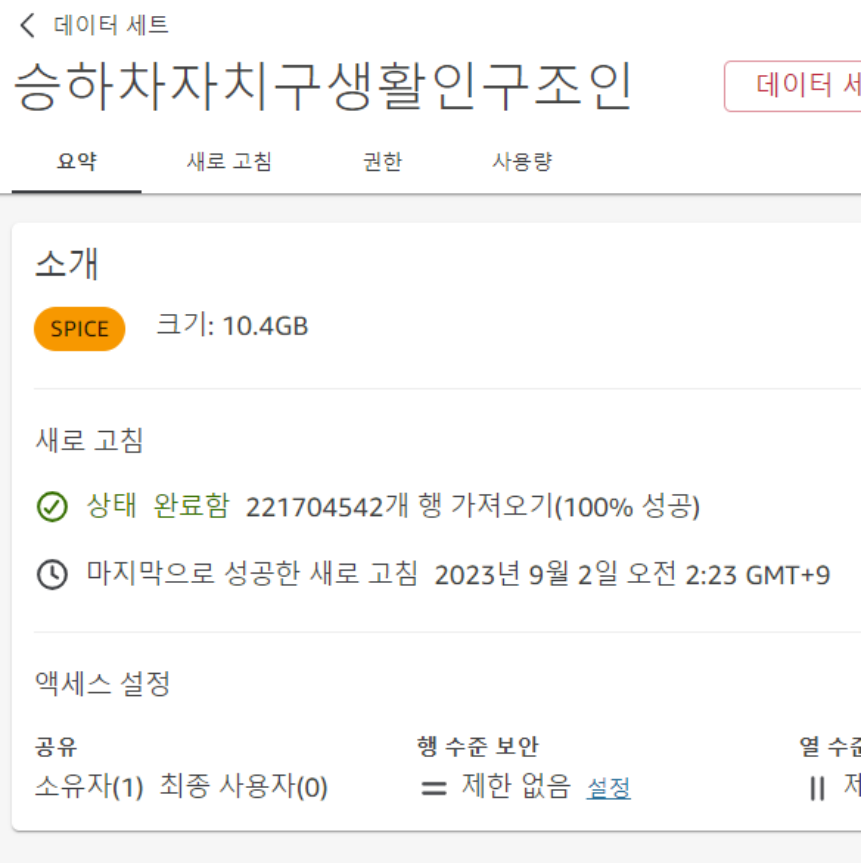 데이터 세트
승하차자치구생활인구조인
데이터 세
요약 새로 고침 권한 사용량
소개
SPICE 크기: 10.4GB
새로 고침
상태 완료함 221704542개 행 가져오기(100% 성공)
마지막으로 성공한 새로 고침 2023년 9월 2일 오전 2:23 GMT+9
액세스 설정
공유 행 수준 보안 열 수준
소유자(1) 최종 사용자(0) 제한 없음 설정 제